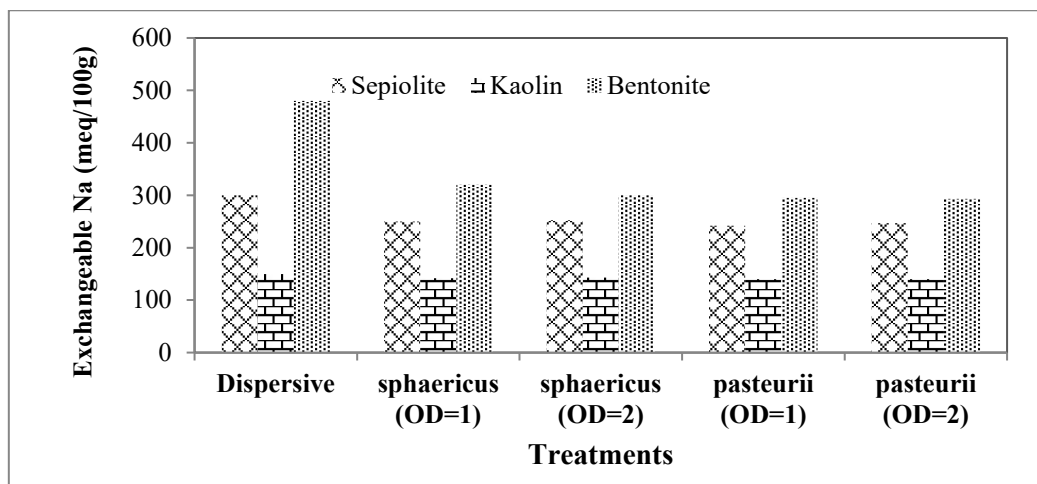 Exchangeable Na (meq/100g)
600
500
400
300
200
100
0
Sepiolite Kaolin Bentonite
Dispersive
sphaericus
(OD=1)
sphaericus
(OD=2)
pasteurii
(OD=1)
pasteurii
(OD=2)
Treatments